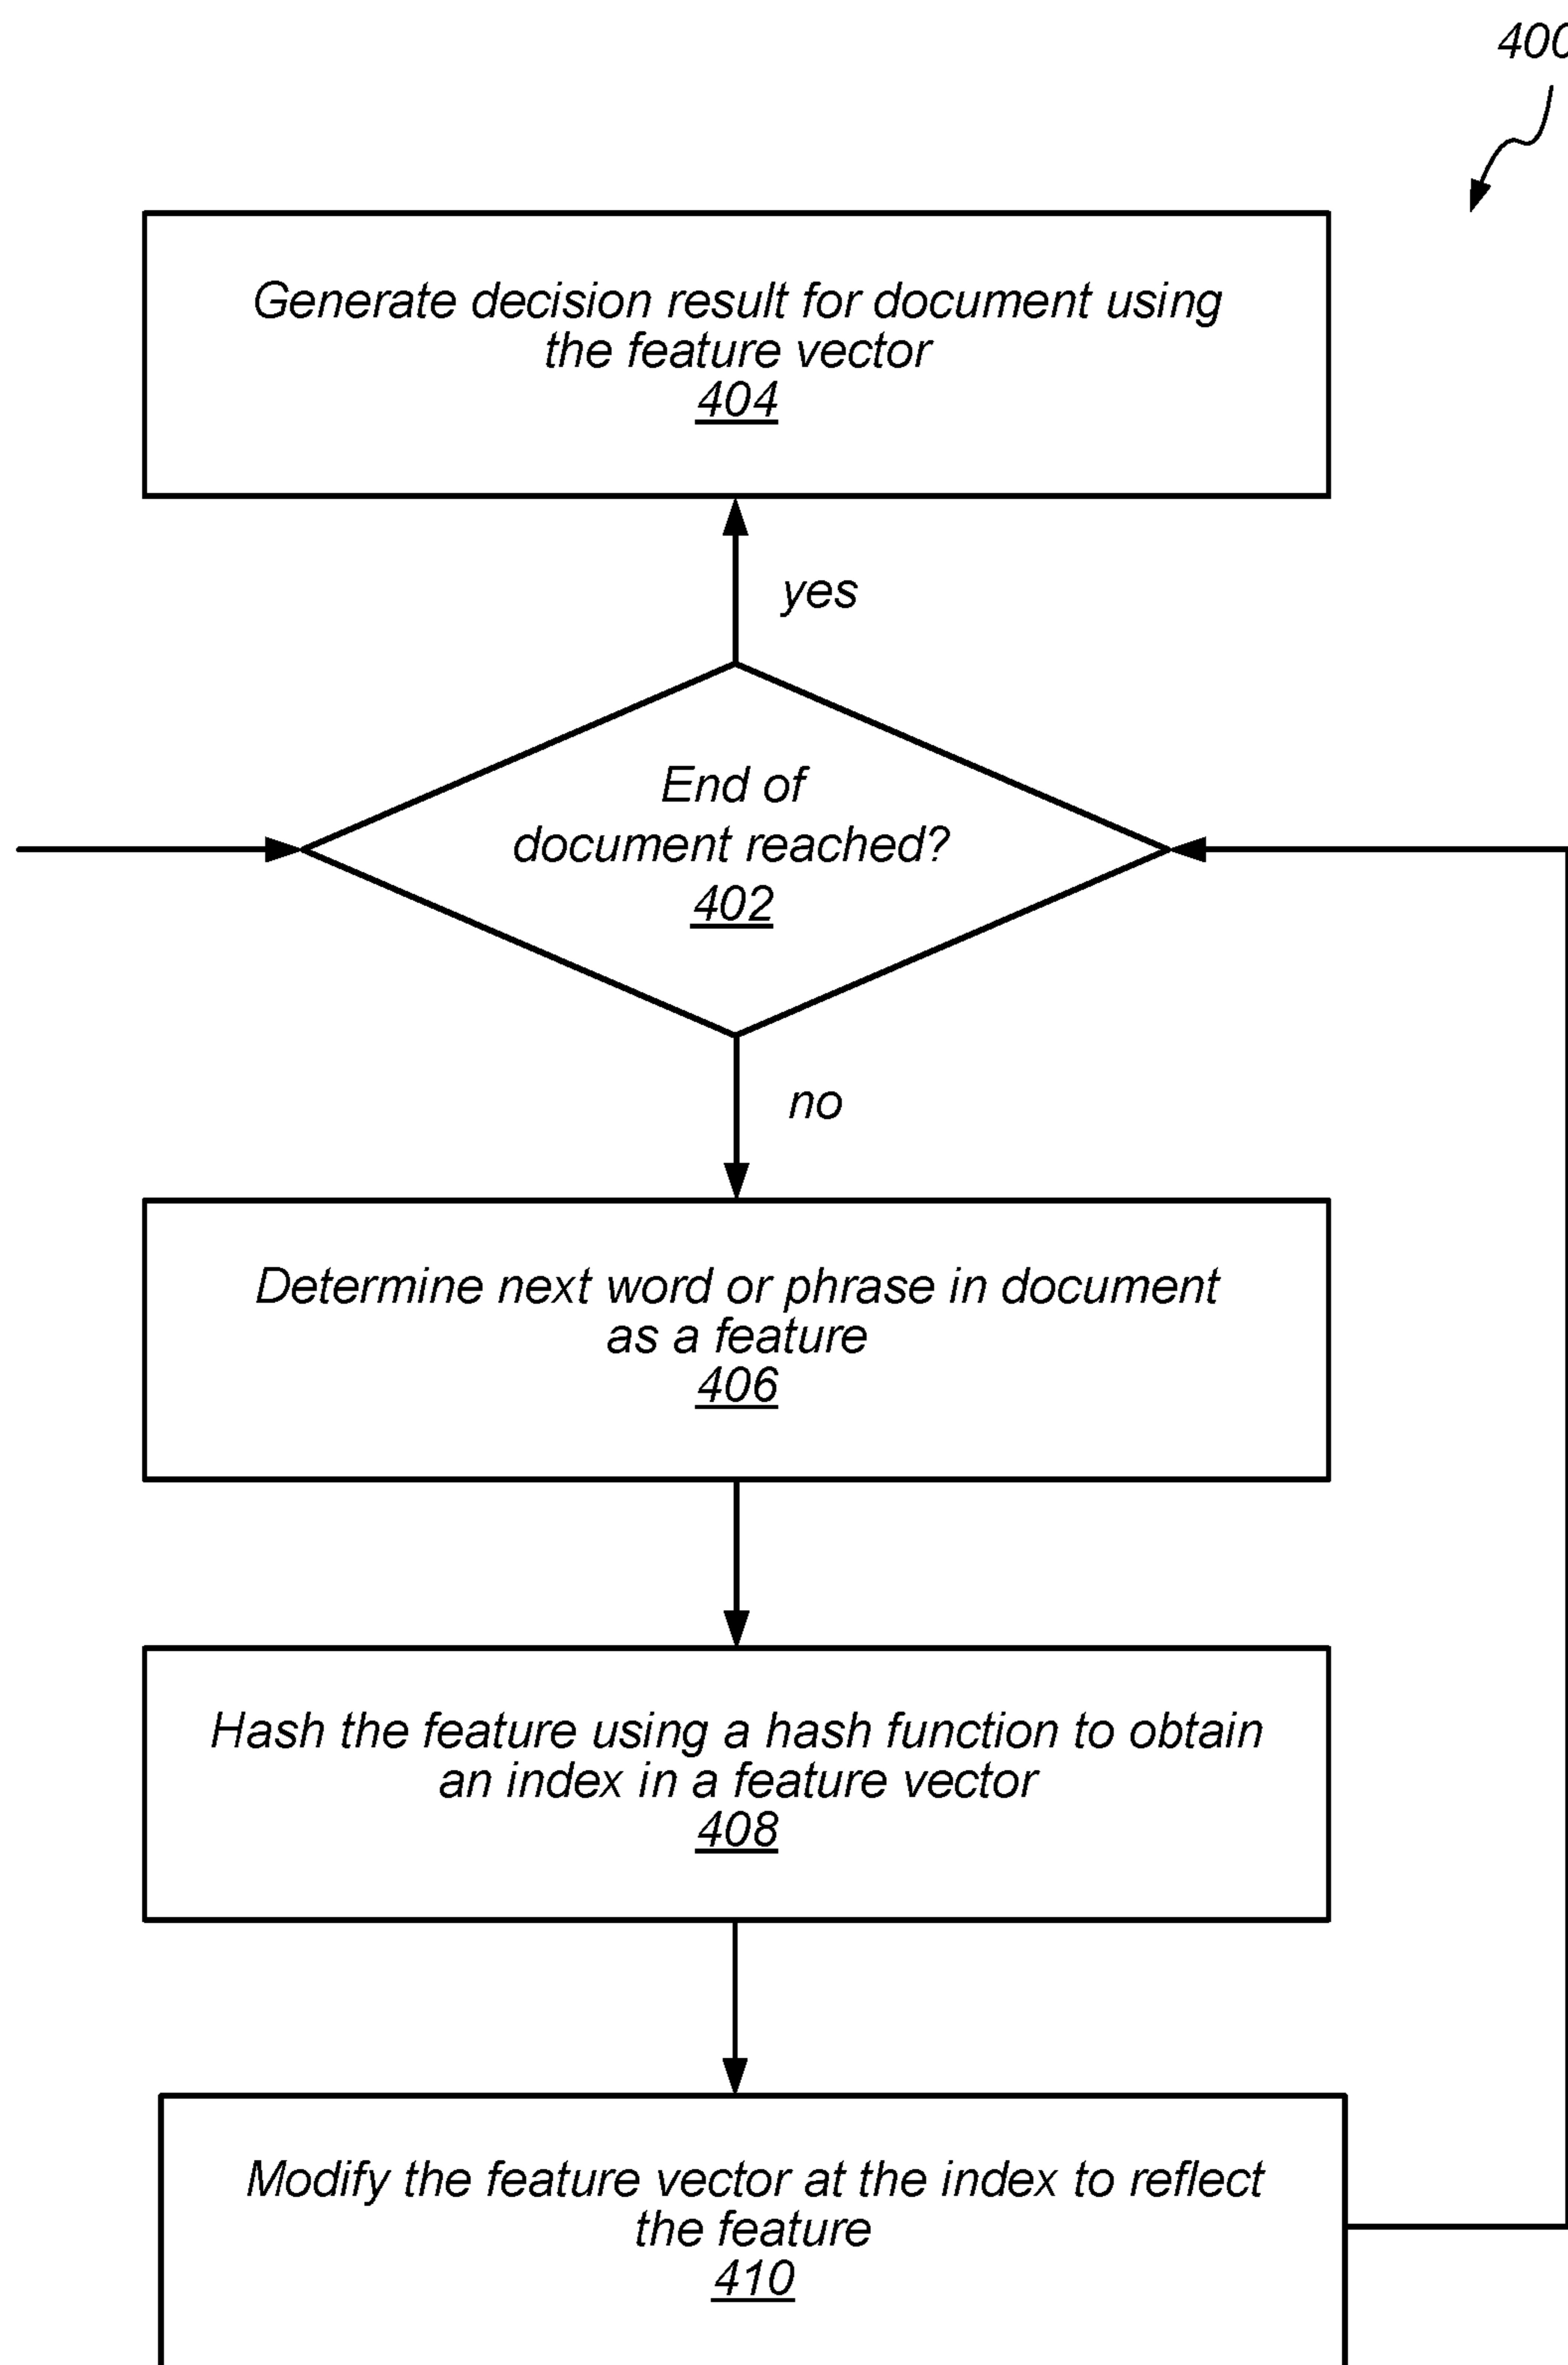 400
Generate decision result for document using
the feature vector
404
yes
End of
document reached?
402
no
Determine next word or phrase in document
as a feature
406
Hash the feature using a hash function to obtain
an index in a feature vector
408
Modify the feature vector at the index to reflect
the feature
410